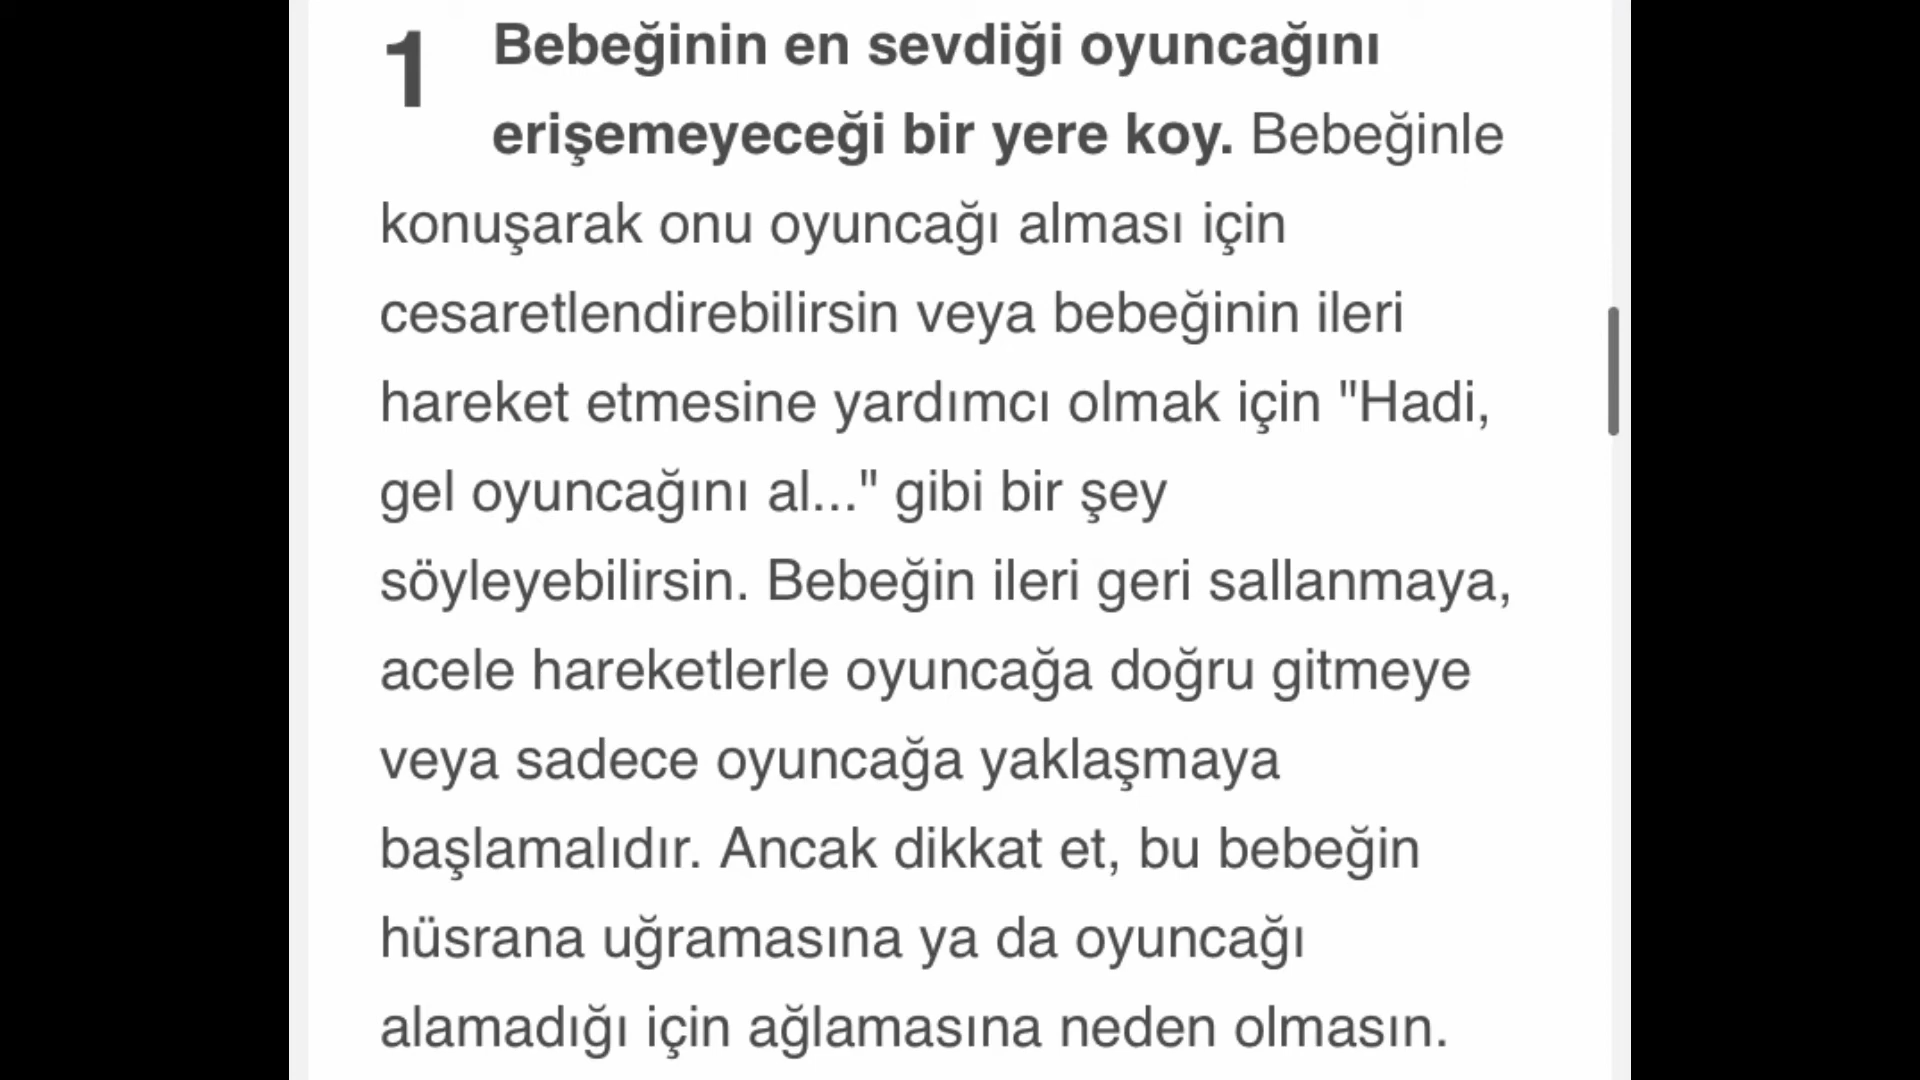 1 Bebeğinin en sevdiği oyuncağını
erişemeyeceği bir yere koy. Bebeğinle
konuşarak onu oyuncağı alması için
cesaretlendirebilirsin veya bebeğinin ileri
hareket etmesine yardımcı olmak için "Hadi,
gel oyuncağını al..." gibi bir şey
söyleyebilirsin. Bebeğin ileri geri sallanmaya,
acele hareketlerle oyuncağa doğru gitmeye
veya sadece oyuncağa yaklaşmaya
başlamalıdır. Ancak dikkat et, bu bebeğin
hüsrana uğramasına ya da oyuncağı
alamadığı için ağlamasına neden olmasın.